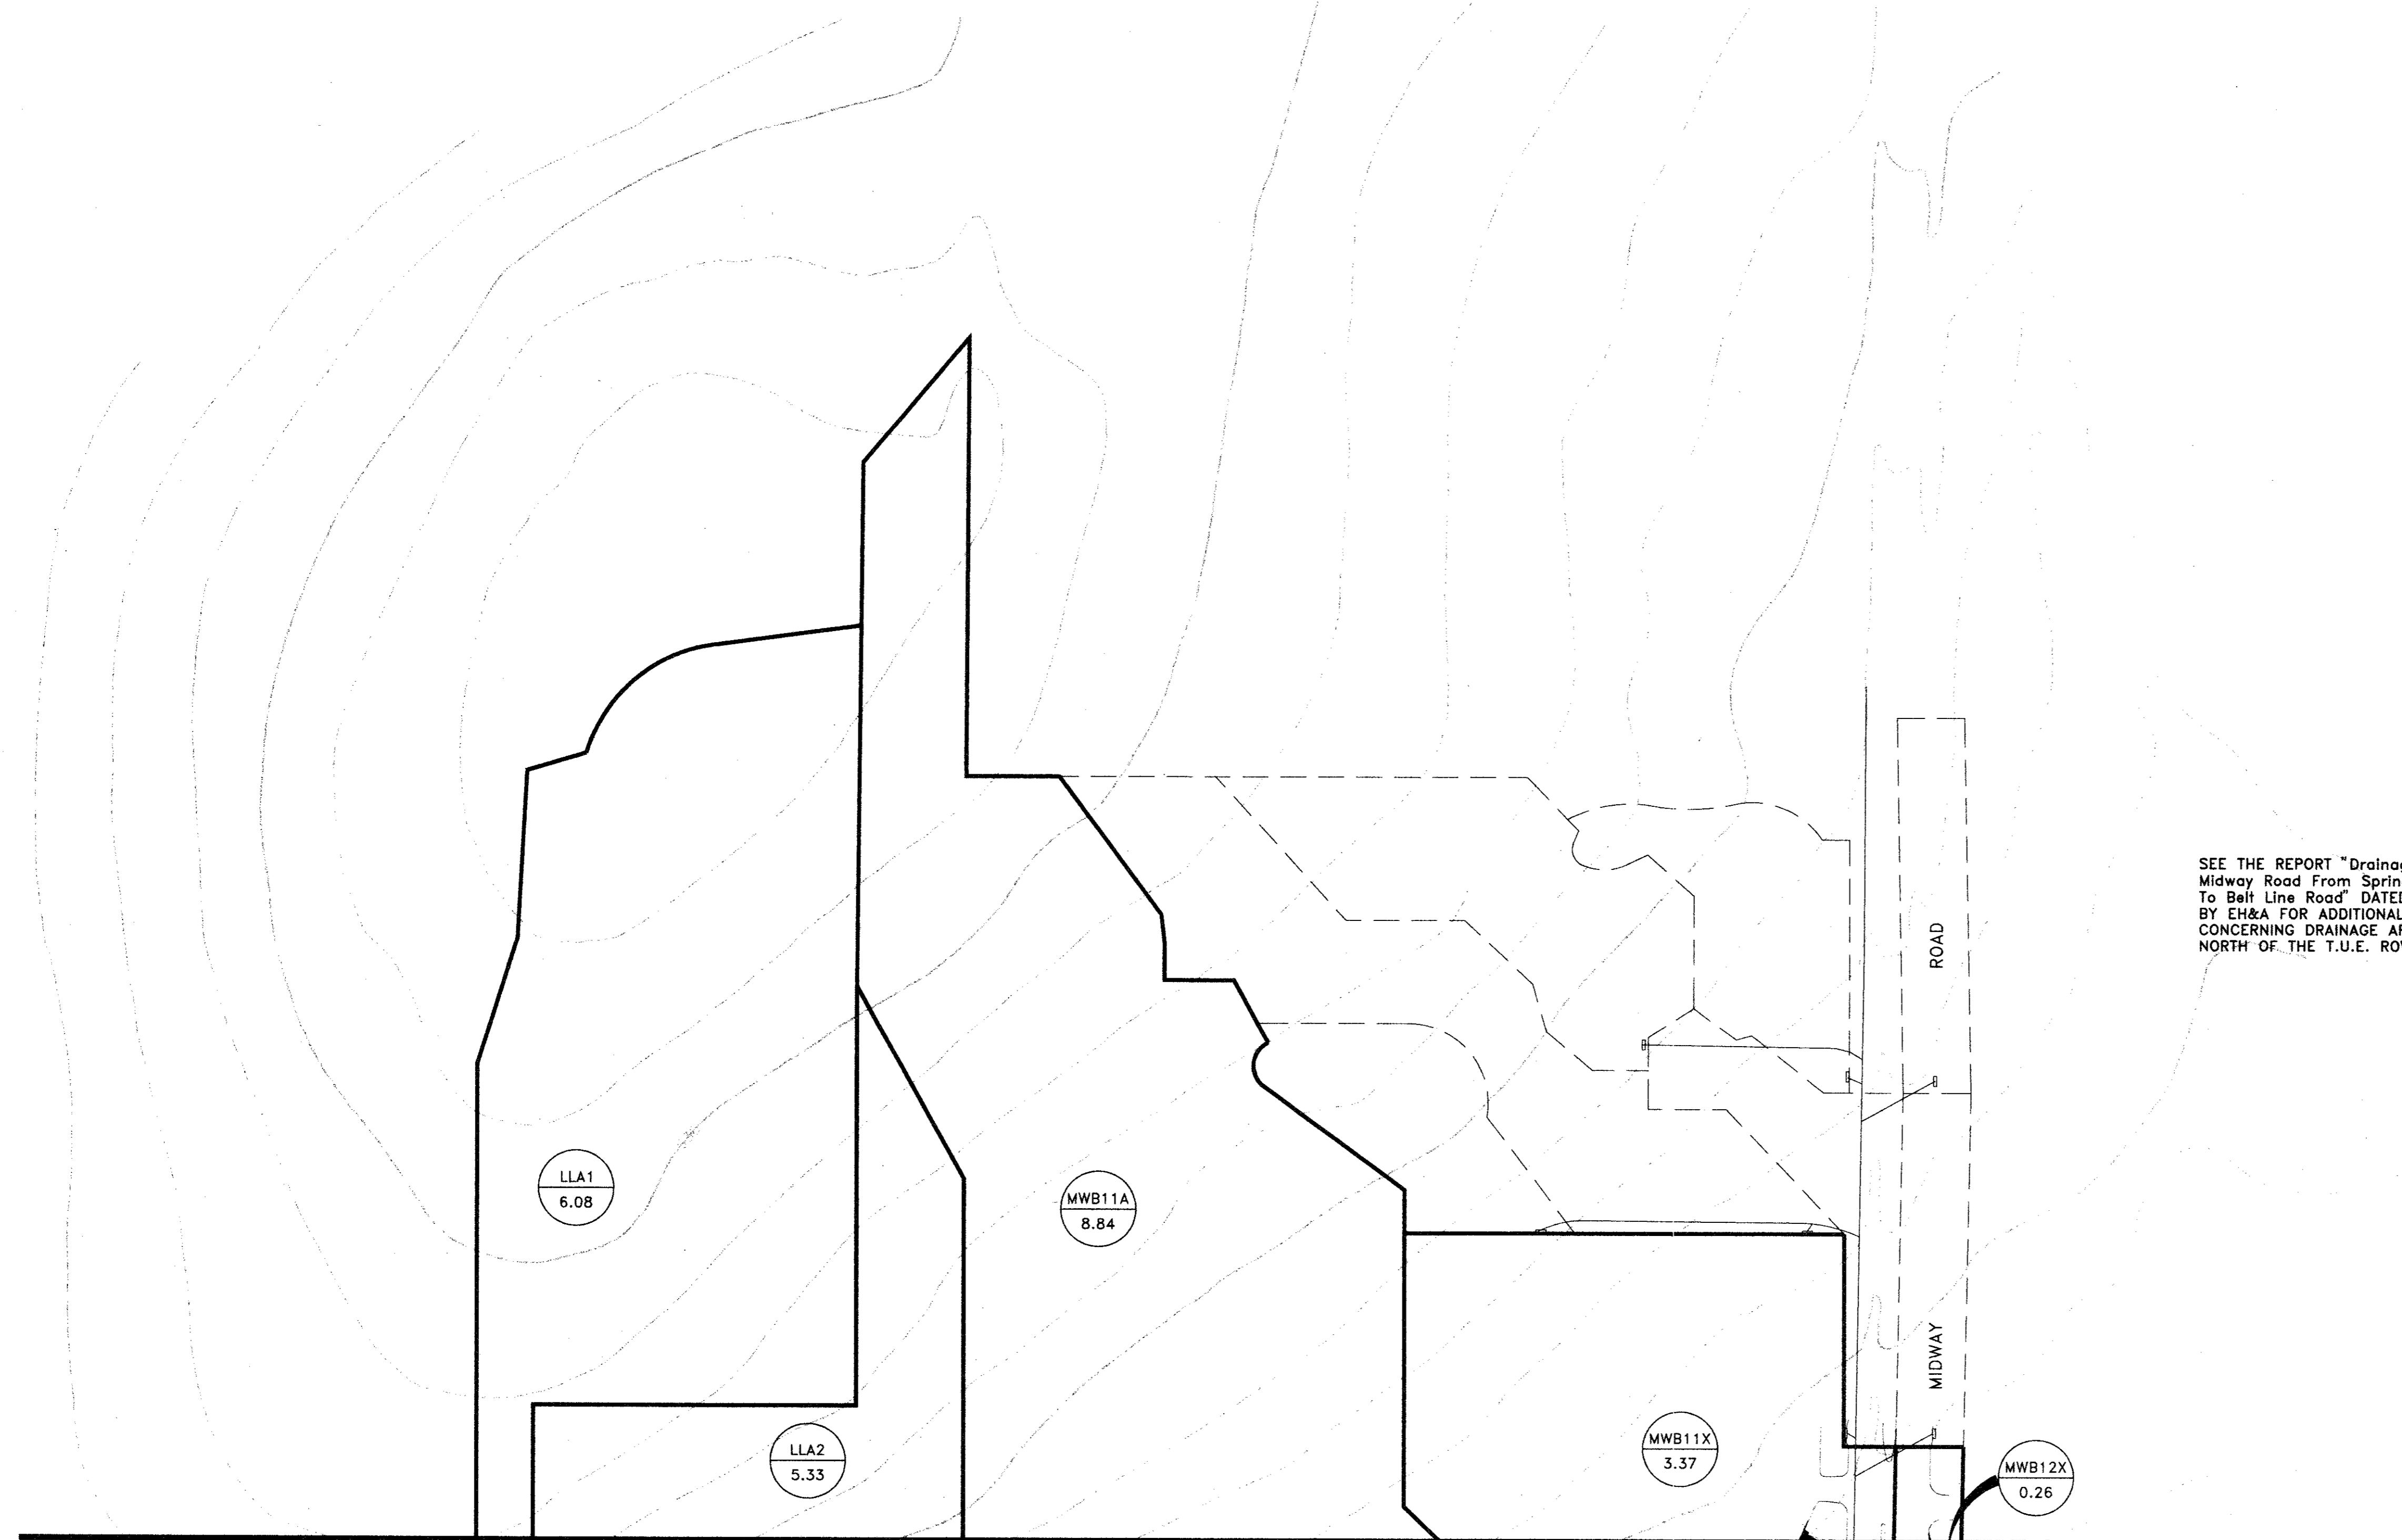 SEE THE REPORT "Drainag
Midway Road From Sprin
To Belt Line Road" DATED
BY EH&A FOR ADDITIONAL
CONCERNING DRAINAGE AR
NORTH OF THE T.U.E. ROW
ROAD
MIDWAY
LLA1
6.08
MWB11A
8.84
LLA2
5.33
MWB11X
3.37
MWB12X
0.26